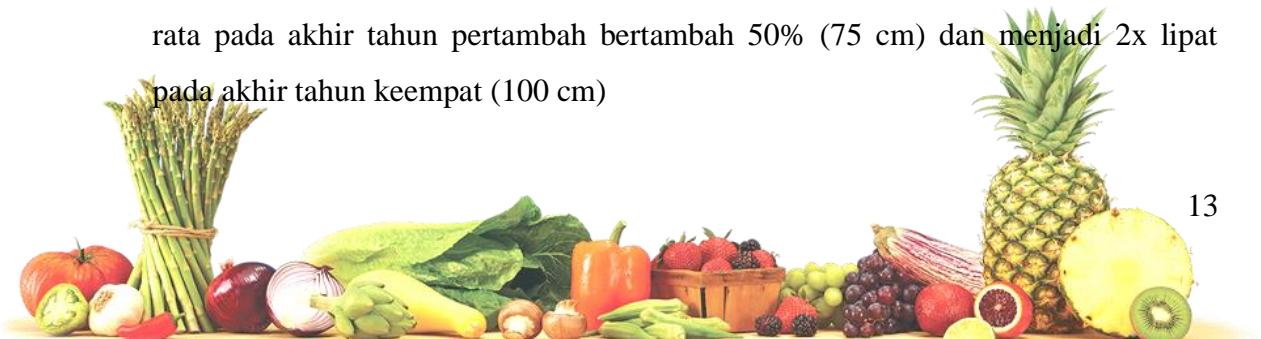 rata pada akhir tahun pertambah bertambah 50% (75 cm) dan menjadi 2x lipat
pada akhir tahun keempat (100 cm)
13